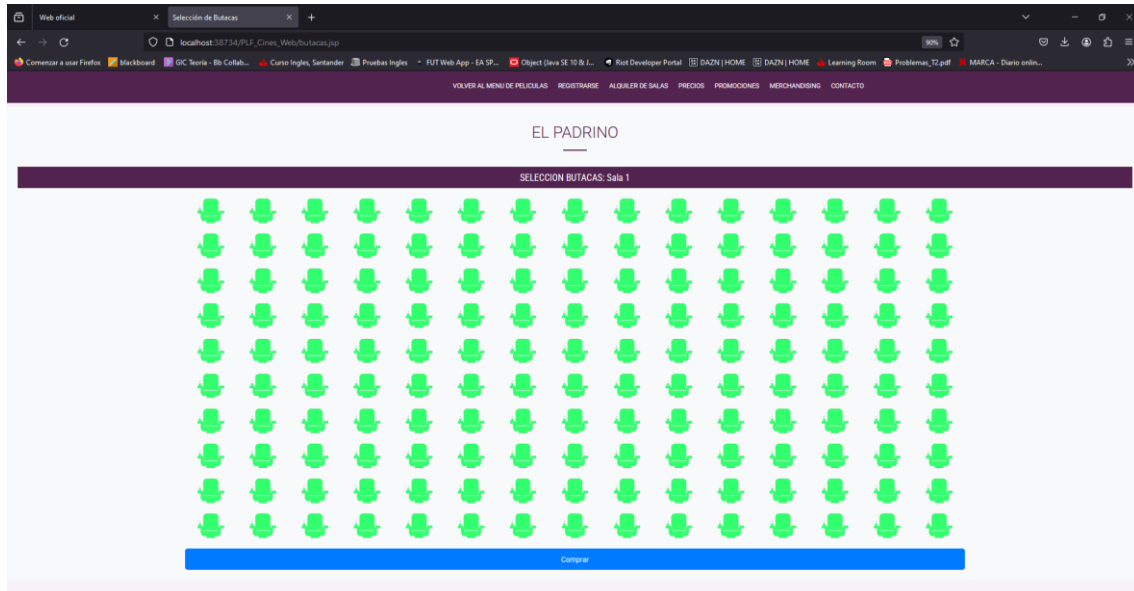 Web oficial
Selección de Butacas
localhost:38734/PLF_Cines_Web/butacas.jsp
90%
Comenzar a usar Firefox blackboard GIC Teoría - Bb Collab... Curso Ingles, Santander Pruebas Ingles FUT Web App - EA SP... Object (Java SE 10 & J... Riot Developer Portal DAZN | HOME DAZN | HOME Learning Room Problemas_T2.pdf MARCA - Diario onlin...
VOLVER AL MENU DE PELICULAS REGISTRARSE ALQUILER DE SALAS PRECIOS PROMOCIONES MERCHANDISING CONTACTO
EL PADRINO
SELECCION BUTACAS: Sala 1
Comprar